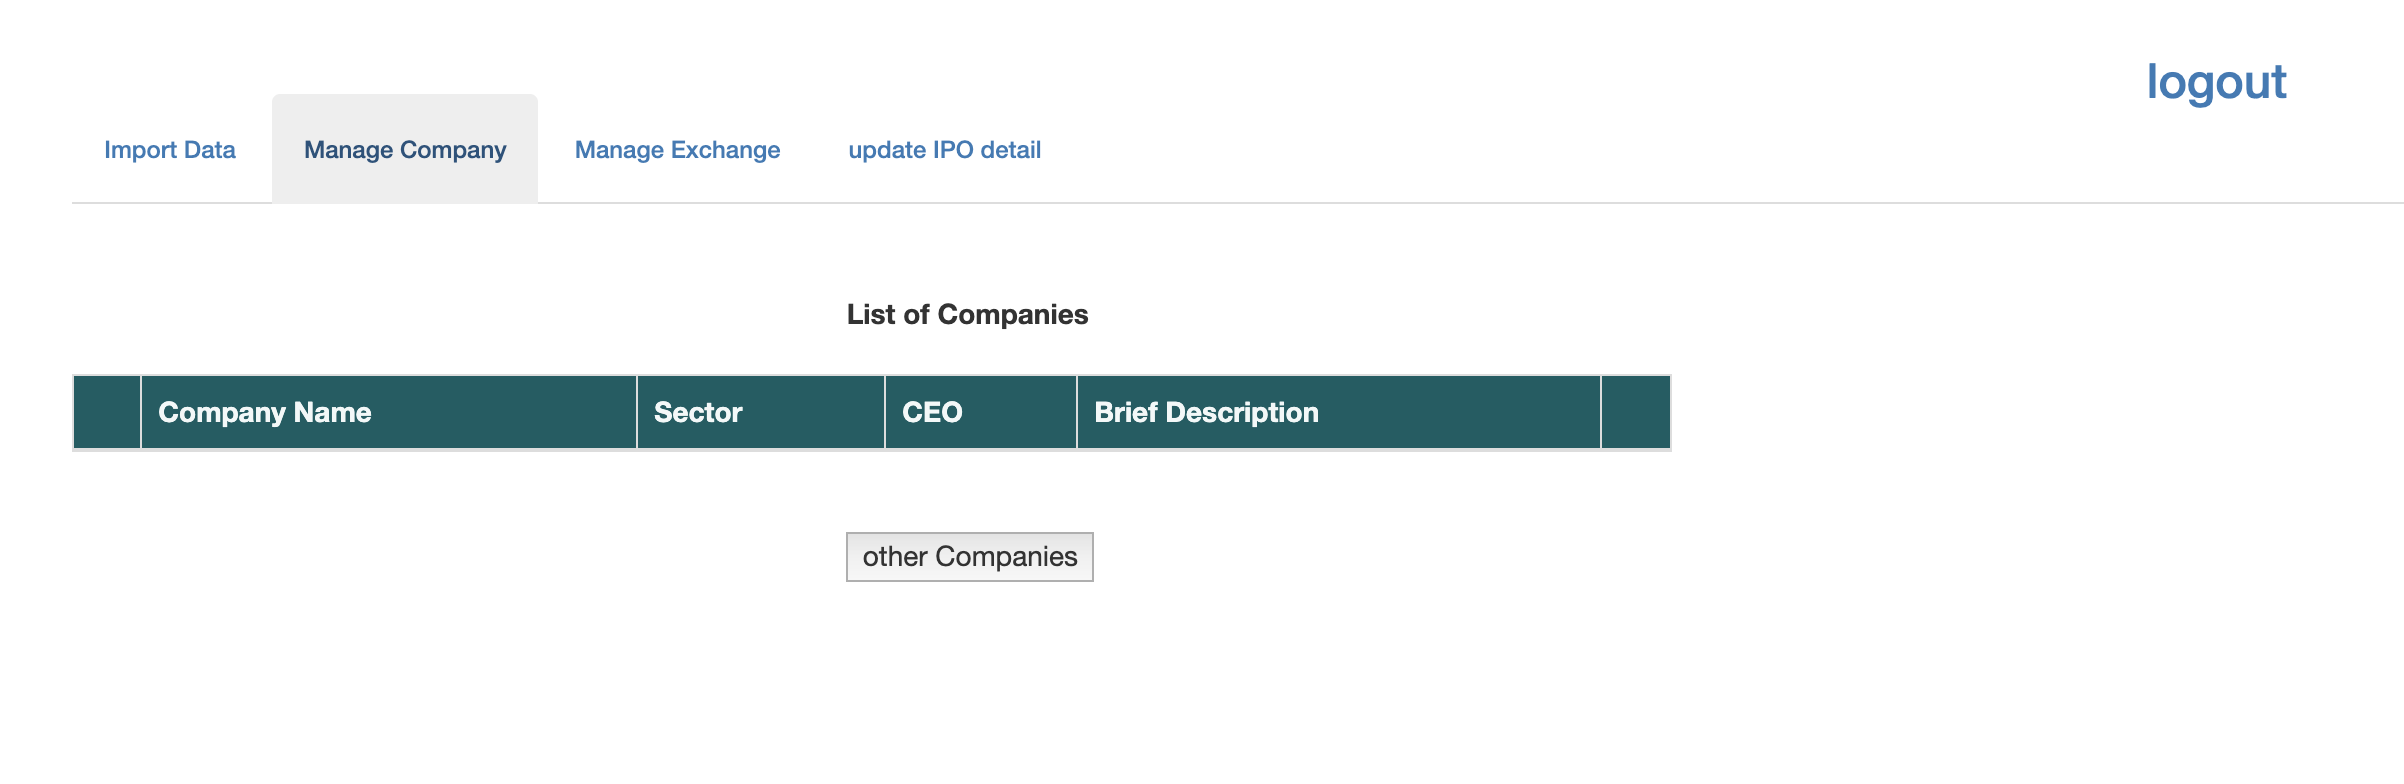 logout
Import Data Manage Company Manage Exchange update IPO detail
List of Companies
Company Name Sector CEO Brief Description
other Companies